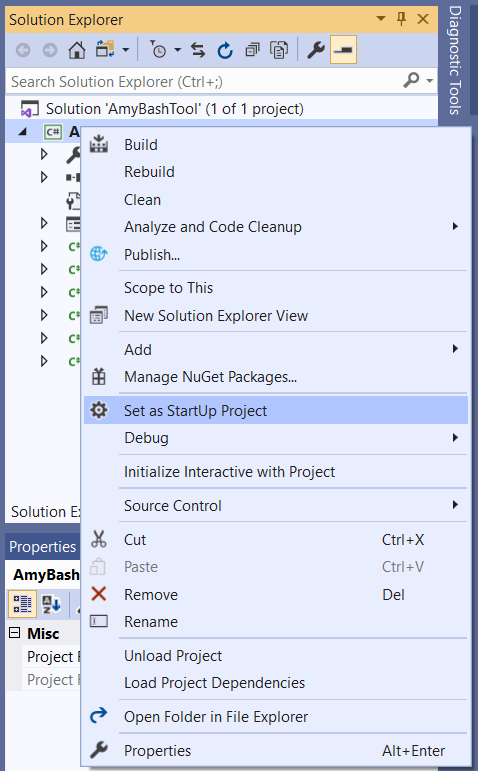 Solution Explorer
Search Solution Explorer (Ctrl+;)
Solution 'AmyBashTool' (1 of 1 project)
C#
Build
Rebuild
Clean
Analyze and Code Cleanup
Publish...
Scope to This
New Solution Explorer View
Add
Manage NuGet Packages...
Set as StartUp Project
Debug
Initialize Interactive with Project
Source Control
Cut Ctrl+X
Paste Ctrl+V
Remove Del
Rename
Unload Project
Load Project Dependencies
Open Folder in File Explorer
Properties Alt+Enter
C#
C#
C#
C#
C#
C#
Solution
Properties
AmyBash
Misc
Project
Project
Diagnostic Tools